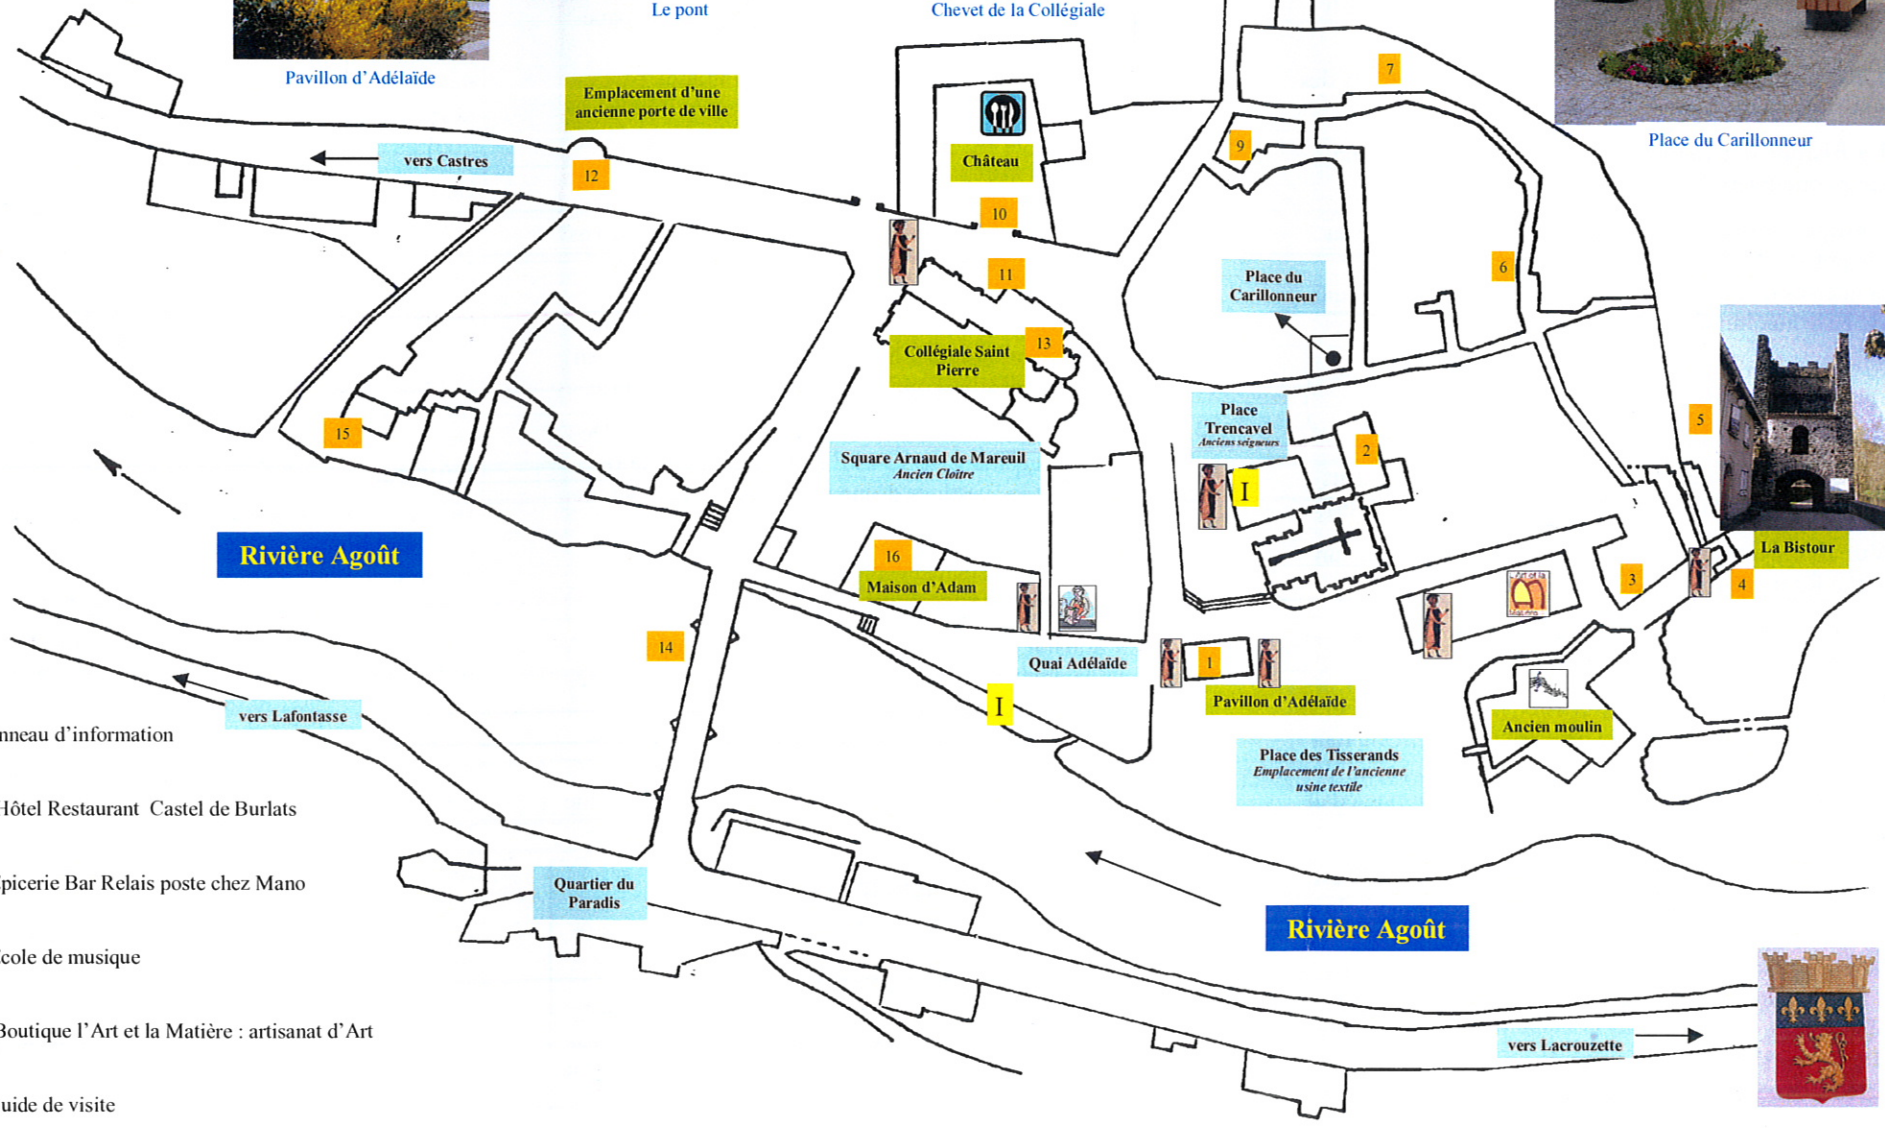 Le pont
Chevet de la Collégiale
Pavillon d'Adélaïde
Place du Carillonneur
Emplacement d'une
ancienne porte de ville
vers Castres
12
Château
10
11
7
9
6
Place du
Carillonneur
Collégiale Saint
Pierre
13
5
La Bistour
4
3
Place
Trencavel
Anciens seigneurs
2
I
15
Square Arnaud de Mareuil
Ancien Cloître
Rivière Agoût
16
Maison d'Adam
L'Art et la
14
Quai Adélaïde
1
Pavillon d'Adélaïde
I
Ancien moulin
Place des Tisserands
Emplacement de l'ancienne
usine textile
vers Lafontasse
nneau d'information
Hôtel Restaurant Castel de Burlats
picerie Bar Relais poste chez Mano
cole de musique
Boutique l'Art et la Matière : artisanat d'Art
uide de visite
Quartier du
Paradis
Rivière Agoût
vers Lacrouzette